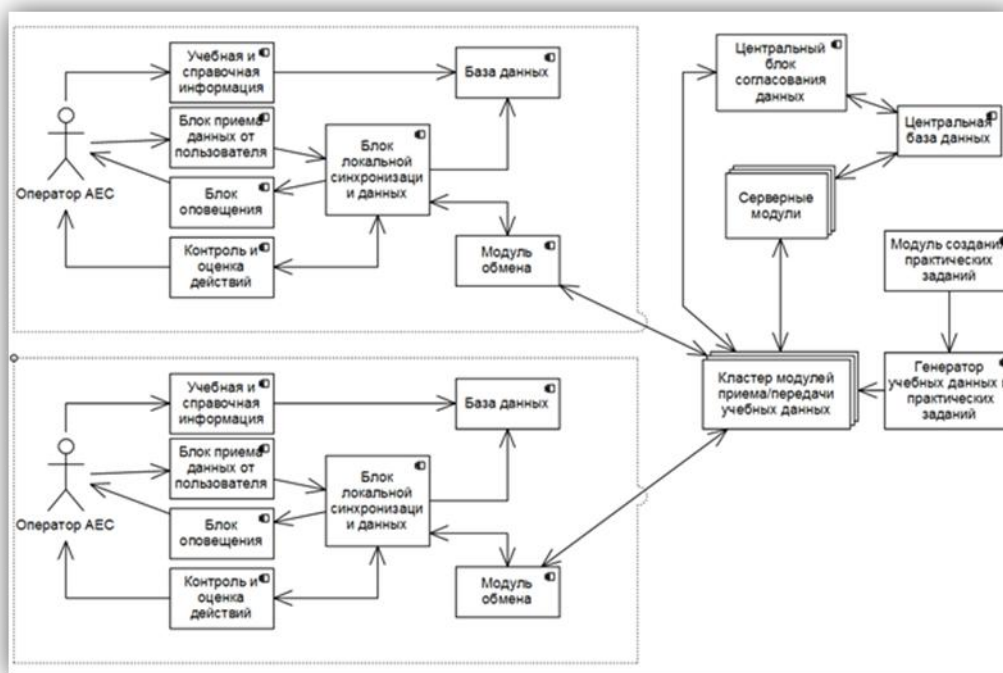 Учебная и
справочная
информация
База данных
Блок приема
данных от
пользователя
Блок
локальной
синхронизаци
и данных
Оператор АЕС
Блок
оповещения
Контроль и
оценка
действий
Модуль
обмена
Учебная и
справочная
информация
База данных
Блок приема
данных от
пользователя
Блок
локальной
синхронизаци
и данных
Оператор АЕС
Блок
оповещения
Контроль и
оценка
действий
Модуль
обмена
Центральный
блок
согласования
данных
Центральная
база данных
Серверные
модули
Модуль создания
практических
заданий
Кластер модулей
приема/передачи
учебных данных
Генератор
учебных данных и
практических
заданий